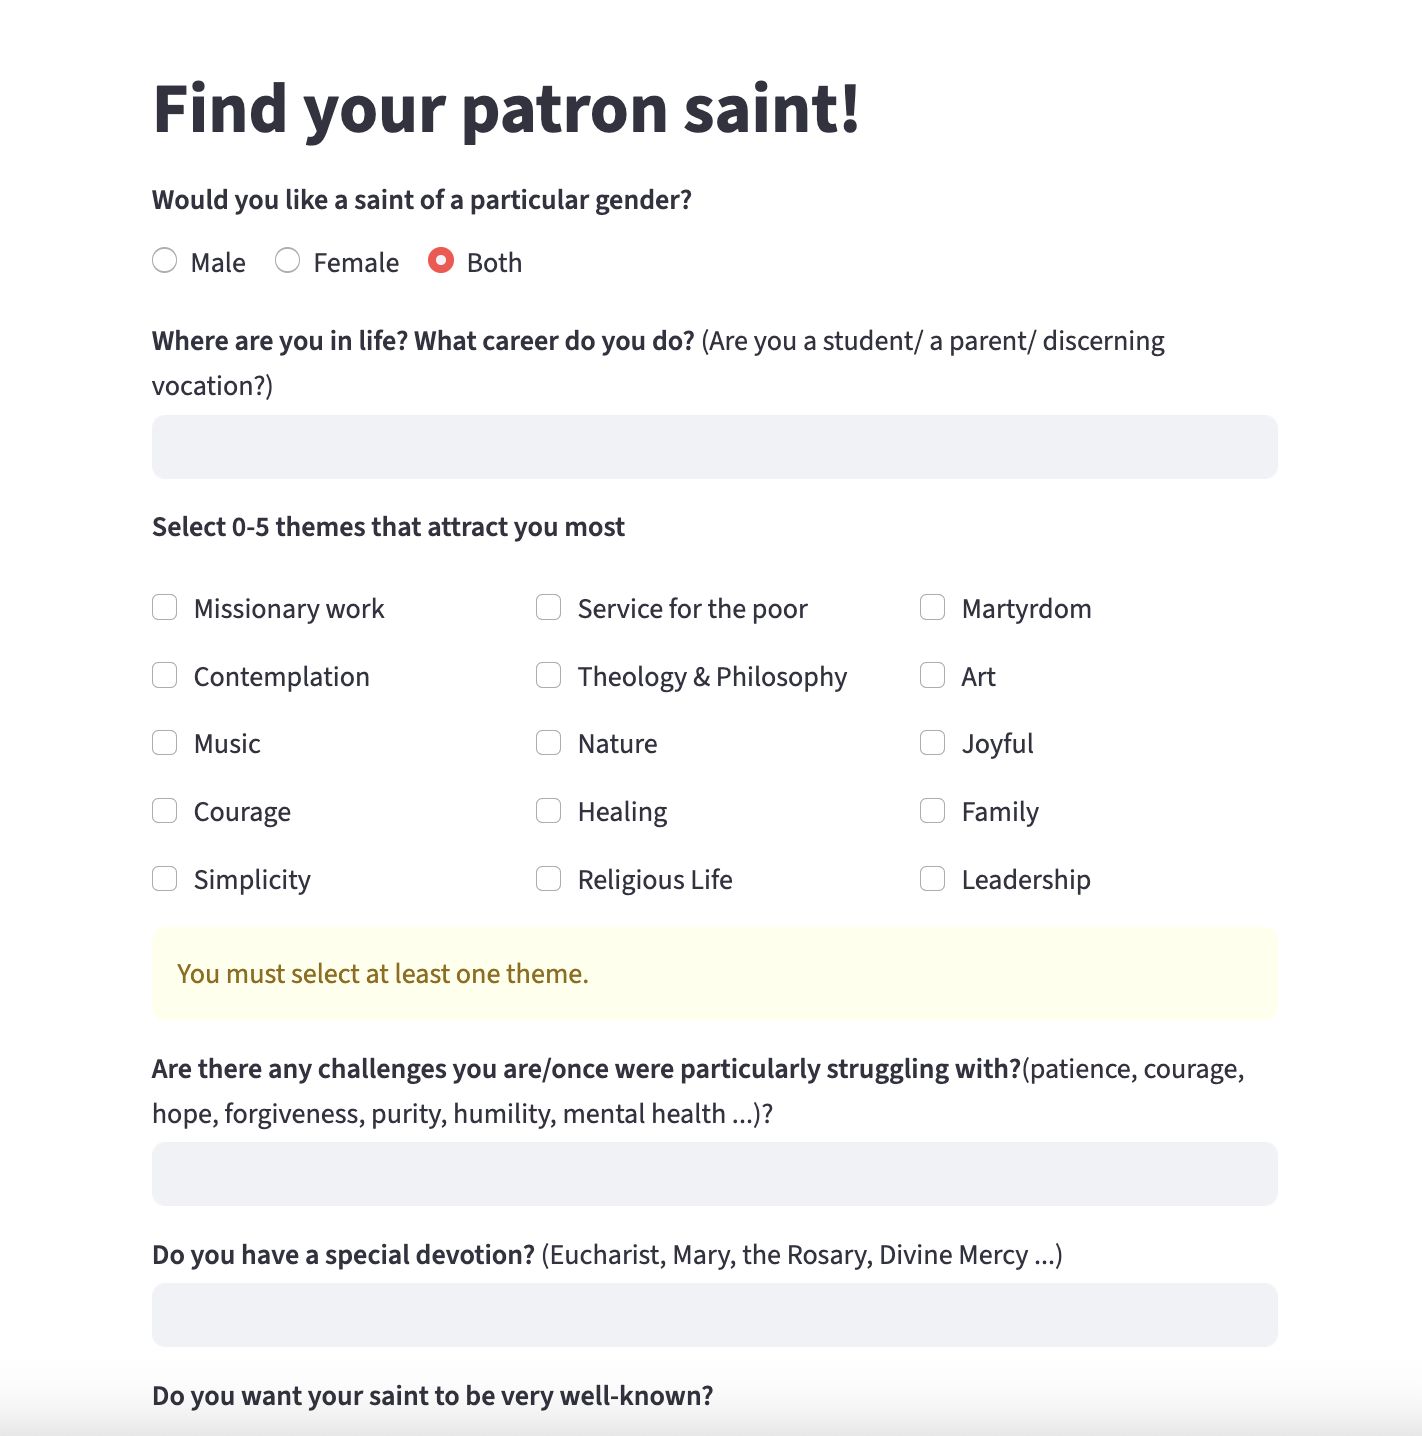 Find your patron saint!
Would you like a saint of a particular gender?
Male Female Both
Where are you in life? What career do you do? (Are you a student/ a parent/ discerning
vocation?)
Select 0-5 themes that attract you most
Missionary work Service for the poor Martyrdom
Contemplation Theology & Philosophy Art
Music Nature Joyful
Courage Healing Family
Simplicity Religious Life Leadership
You must select at least one theme.
Are there any challenges you are/once were particularly struggling with?(patience, courage,
hope, forgiveness, purity, humility, mental health ...)?
Do you have a special devotion? (Eucharist, Mary, the Rosary, Divine Mercy ...)
Do you want your saint to be very well-known?